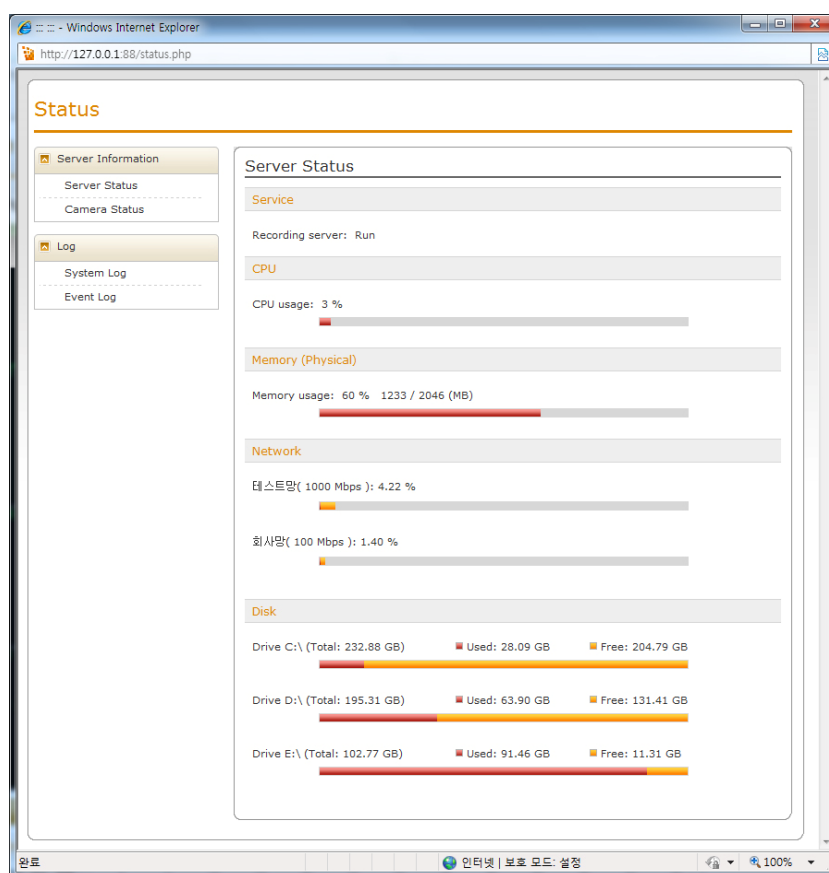 ::: ::: - Windows Internet Explorer
http://127.0.0.1:88/status.php
Status
Server Information
Server Status
Camera Status
Log
System Log
Event Log
Server Status
Service
Recording server: Run
CPU
CPU usage: 3 %
Memory (Physical)
Memory usage: 60 % 1233 / 2046 (MB)
Network
테스트망( 1000 Mbps ): 4.22 %
회사망( 100 Mbps ): 1.40 %
Disk
Drive C:\ (Total: 232.88 GB) Used: 28.09 GB Free: 204.79 GB
Drive D:\ (Total: 195.31 GB) Used: 63.90 GB Free: 131.41 GB
Drive E:\ (Total: 102.77 GB) Used: 91.46 GB Free: 11.31 GB
완료 인터넷 | 보호 모드: 설정 100%